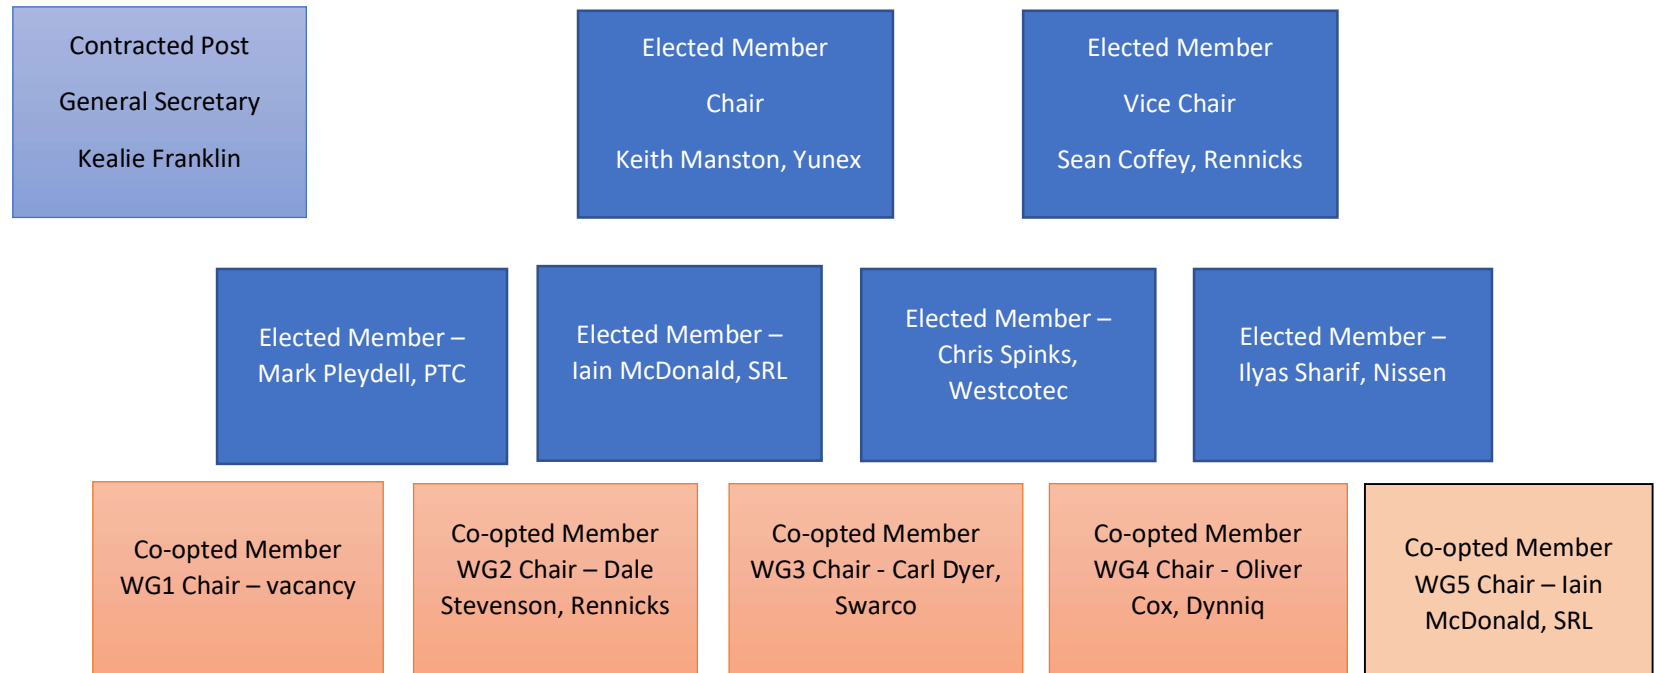 Contracted Post
General Secretary
Kealie Franklin
Elected Member
Chair
Keith Manston, Yunex
Elected Member
Vice Chair
Sean Coffey, Rennicks
Elected Member –
Mark Pleydell, PTC
Elected Member –
Iain McDonald, SRL
Elected Member –
Chris Spinks,
Westcotec
Elected Member –
Ilyas Sharif, Nissen
Co-opted Member
WG1 Chair – vacancy
Co-opted Member
WG2 Chair – Dale
Stevenson, Rennicks
Co-opted Member
WG3 Chair - Carl Dyer,
Swarco
Co-opted Member
WG4 Chair - Oliver
Cox, Dynniq
Co-opted Member
WG5 Chair – Iain
McDonald, SRL